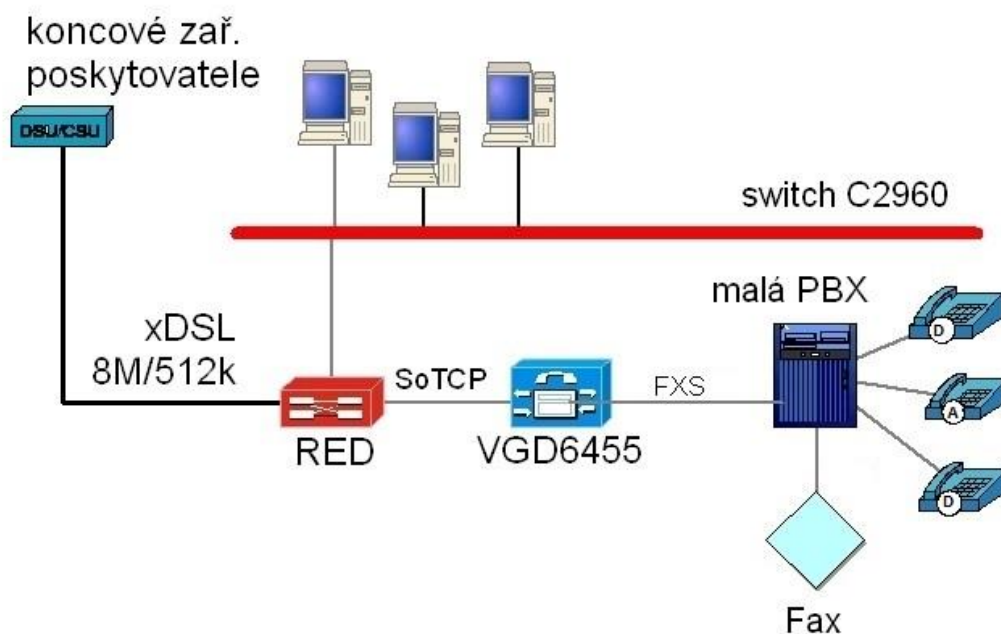 koncové zař.
poskytovatele
DSU/CSU
switch C2960
malá PBX
xDSL
8M/512k
SoTCP
FXS
RED
VGD6455
D
A
D
Fax